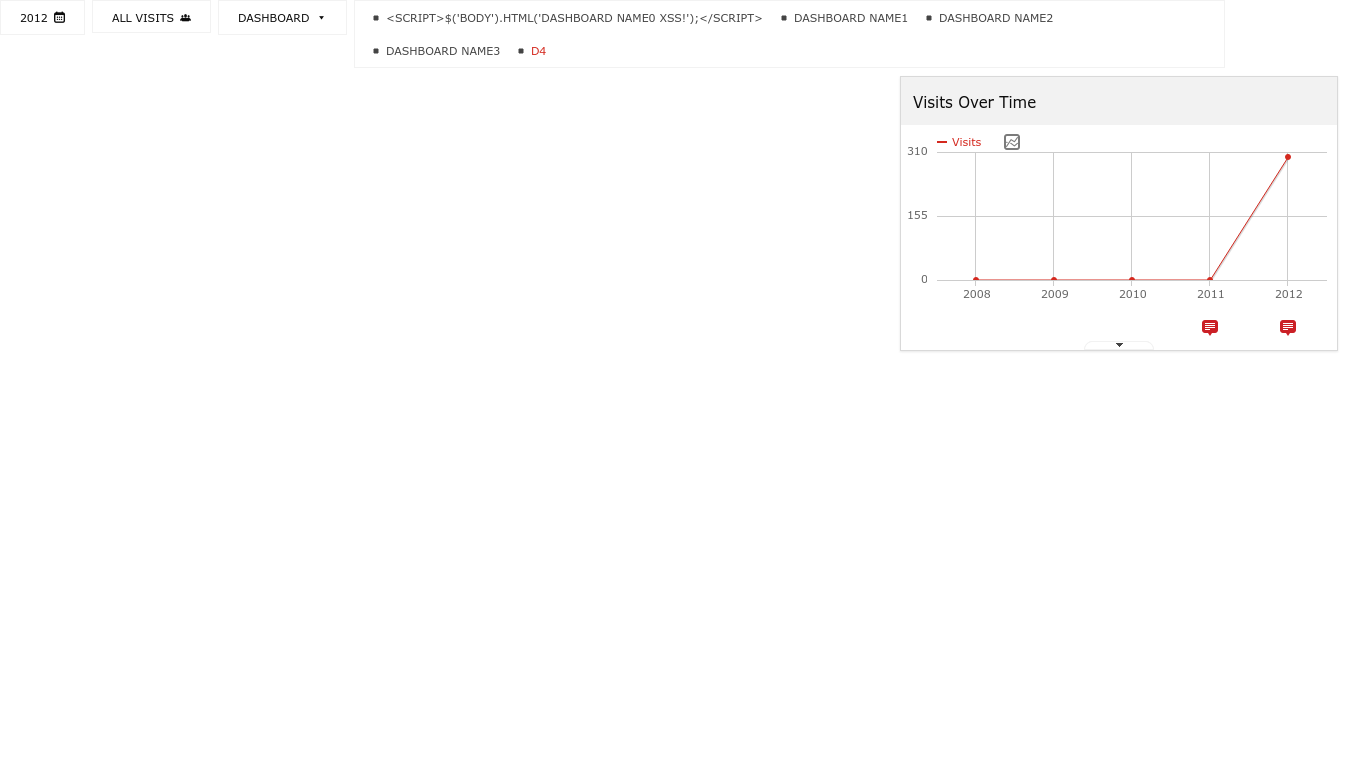 2012
ALL VISITS
DASHBOARD
<SCRIPT>$('BODY').HTML('DASHBOARD NAME0 XSS!');</SCRIPT>
DASHBOARD NAME1
DASHBOARD NAME2
DASHBOARD NAME3
D4
Visits Over Time
Visits
310
155
0
2008
2009
2010
2011
2012